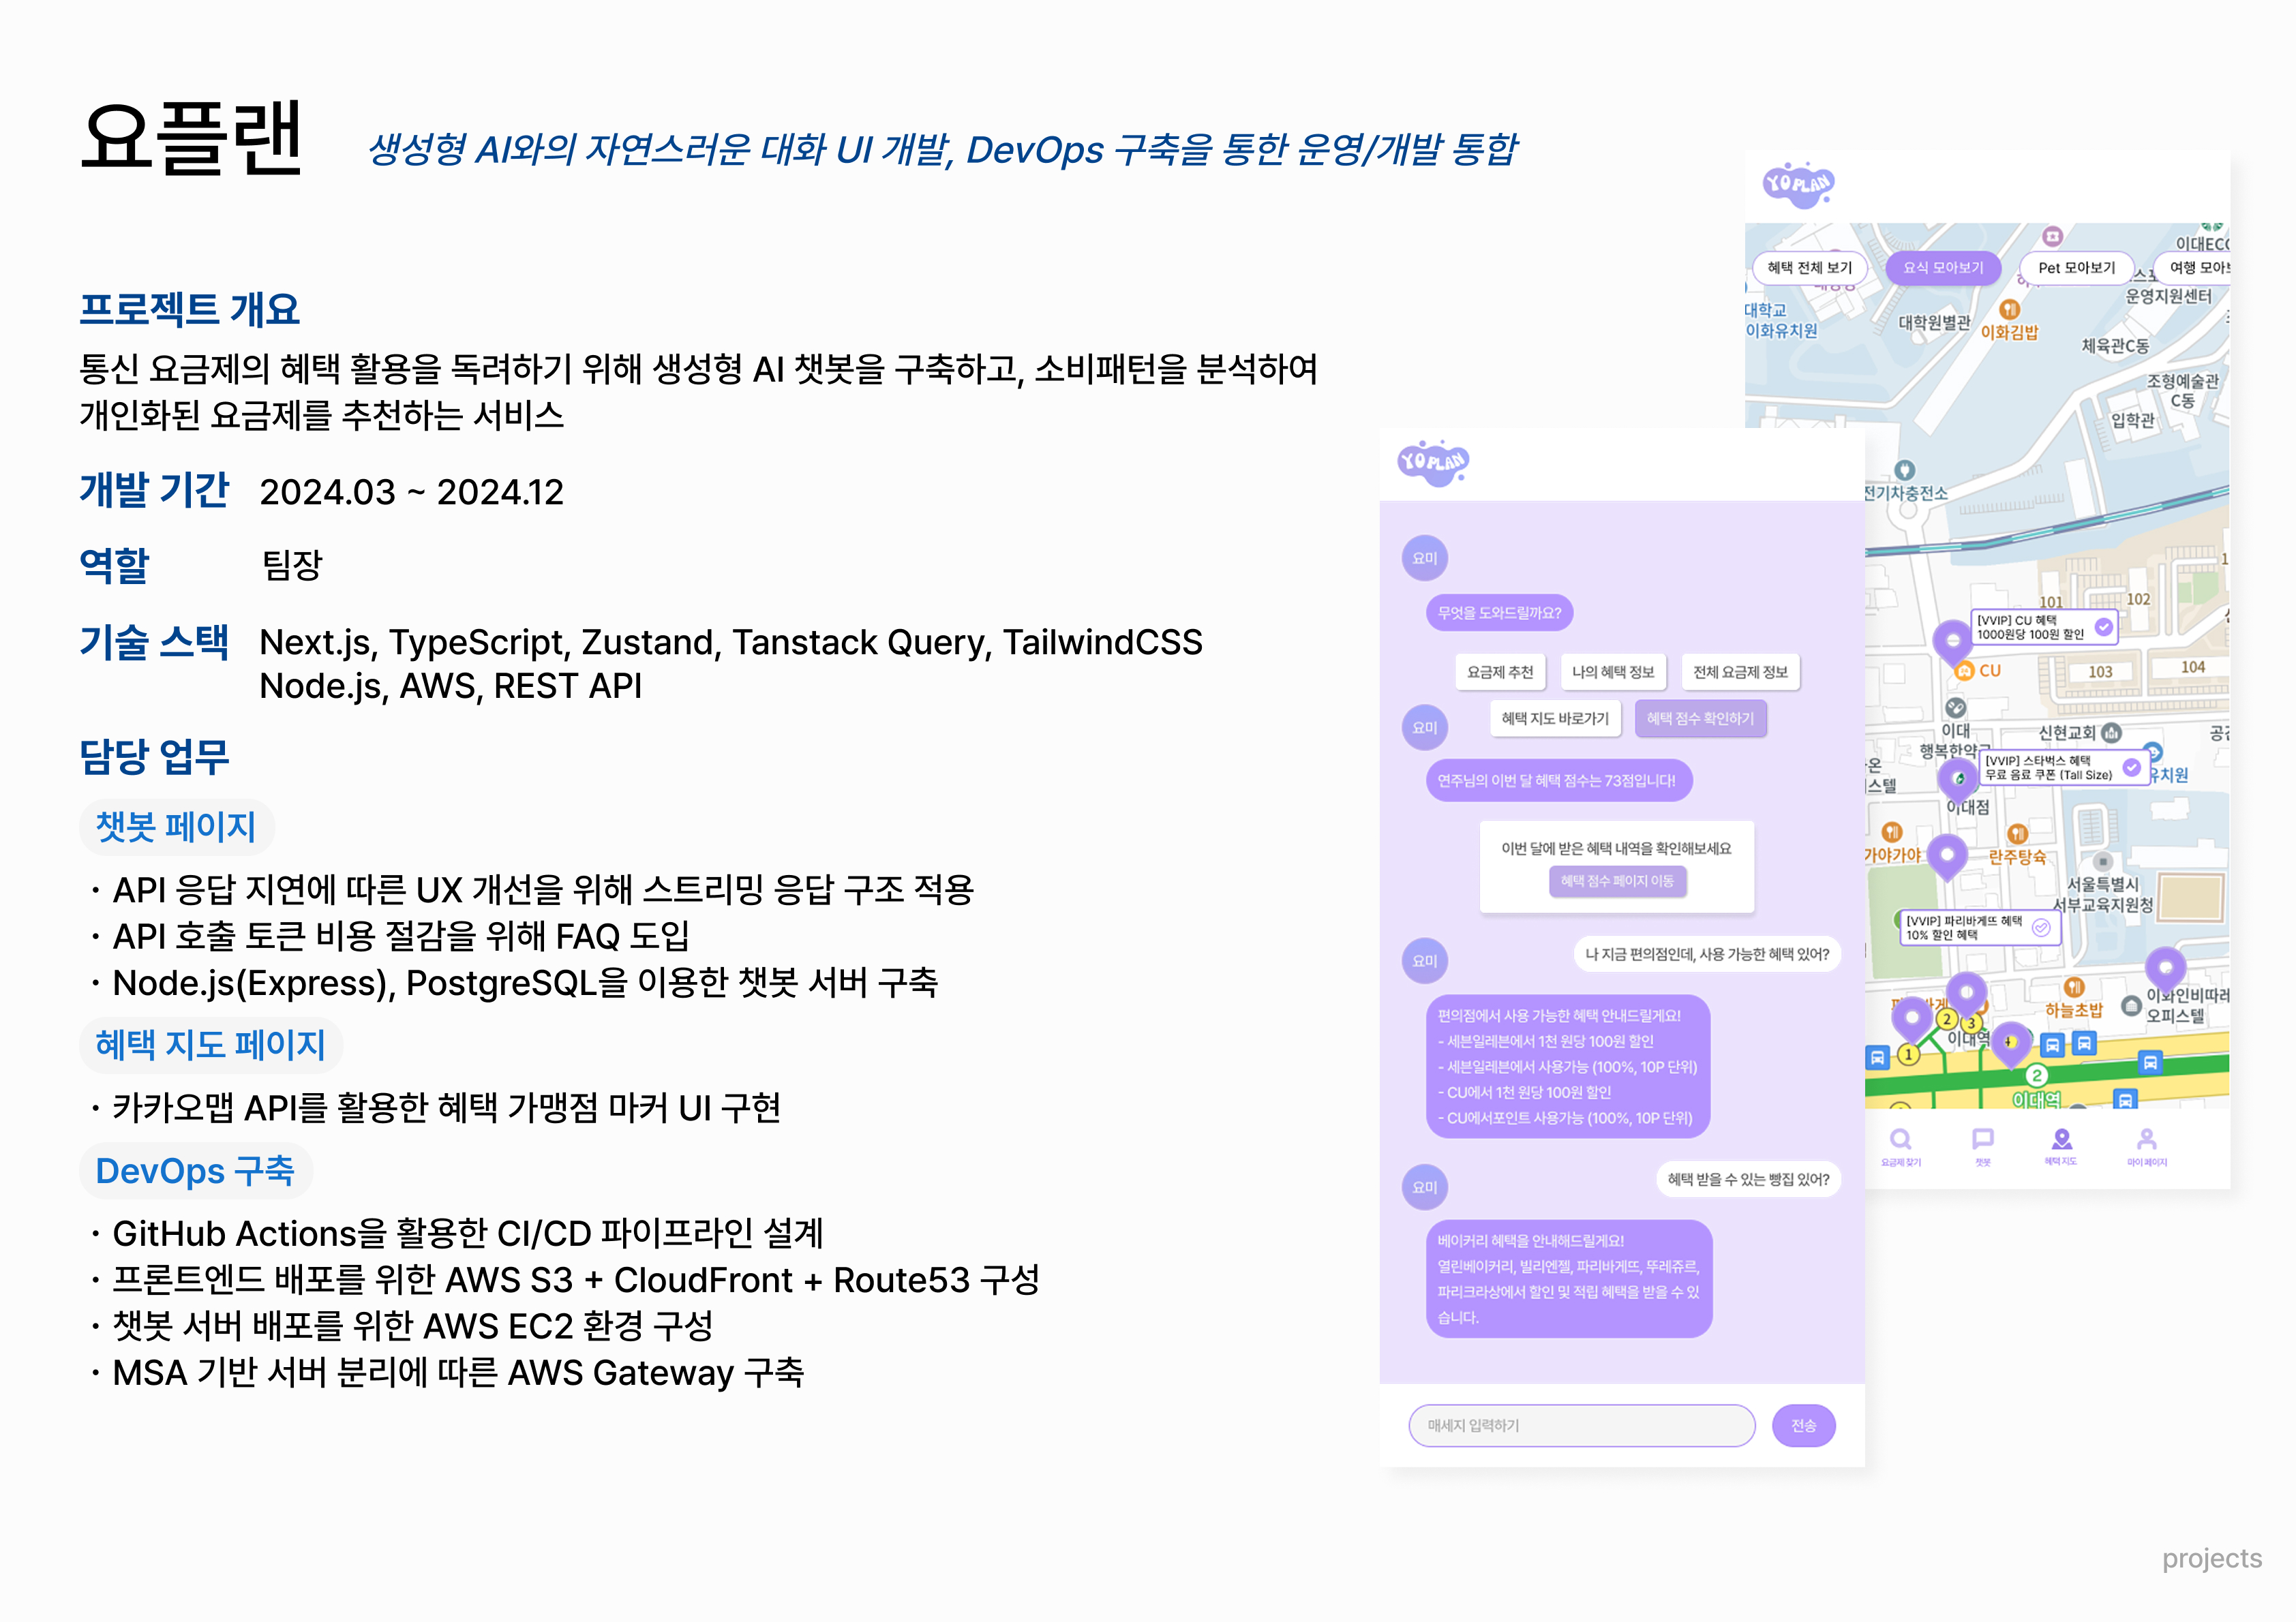 요플랜
생성형 AI와의 자연스러운 대화 UI 개발, DevOps 구축을 통한 운영/개발 통합
프로젝트 개요
통신 요금제의 혜택 활용을 독려하기 위해 생성형 AI 챗봇을 구축하고, 소비패턴을 분석하여
개인화된 요금제를 추천하는 서비스
개발 기간 2024.03 ~ 2024.12
역할 팀장
기술 스택 Next.js, TypeScript, Zustand, Tanstack Query, TailwindCSS
Node.js, AWS, REST API
담당 업무
챗봇 페이지
· API 응답 지연에 따른 UX 개선을 위해 스트리밍 응답 구조 적용
· API 호출 토큰 비용 절감을 위해 FAQ 도입
· Node.js(Express), PostgreSQL을 이용한 챗봇 서버 구축
혜택 지도 페이지
· 카카오맵 API를 활용한 혜택 가맹점 마커 UI 구현
DevOps 구축
· GitHub Actions을 활용한 CI/CD 파이프라인 설계
· 프론트엔드 배포를 위한 AWS S3 + CloudFront + Route53 구성
· 챗봇 서버 배포를 위한 AWS EC2 환경 구성
· MSA 기반 서버 분리에 따른 AWS Gateway 구축
YO PLAN
요미
무엇을 도와드릴까요?
요금제 추천 나의 혜택 정보 전체 요금제 정보
혜택 지도 바로가기 혜택 점수 확인하기
요미
연주님의 이번 달 혜택 점수는 73점입니다!
이번 달에 받은 혜택 내역을 확인해보세요
혜택 점수 페이지 이동
나 지금 편의점인데, 사용 가능한 혜택 있어?
요미
편의점에서 사용 가능한 혜택 안내드릴게요!
- 세븐일레븐에서 1천 원당 100원 할인
- 세븐일레븐에서 사용가능 (100%, 10P 단위)
- CU에서 1천 원당 100원 할인
- CU에서포인트 사용가능 (100%, 10P 단위)
혜택 받을 수 있는 빵집 있어?
요미
베이커리 혜택을 안내해드릴게요!
열린베이커리, 빌리엔젤, 파리바게뜨, 뚜레쥬르,
파리크라상에서 할인 및 적립 혜택을 받을 수 있
습니다.
매세지 입력하기 전송
YO PLAN
이대ECC
혜택 전체 보기 요식 모아보기 Pet 모아보기 여행 모아보
운영지원센터
대학교
이화유치원
대학원별관
이화김밥
체육관C동
조형예술관
C동
입학관
전기차충전소
101 102
[VVIP] CU 혜택
1000원당 100원 할인
CU
103 104
이대
행복한약국
신현교회
[VVIP] 스타벅스 혜택
무료 음료 쿠폰 (Tall Size)
유치원
스텔
이대점
가야가야
란주탕슉
서울특별시
서부교육지원청
[VVIP] 파리바게뜨 혜택
10% 할인 혜택
하늘초밥
이화인비따레
오피스텔
이대역
1 2 3 4
2
이대역
요금제 찾기 챗봇 혜택 지도 마이 페이지
projects